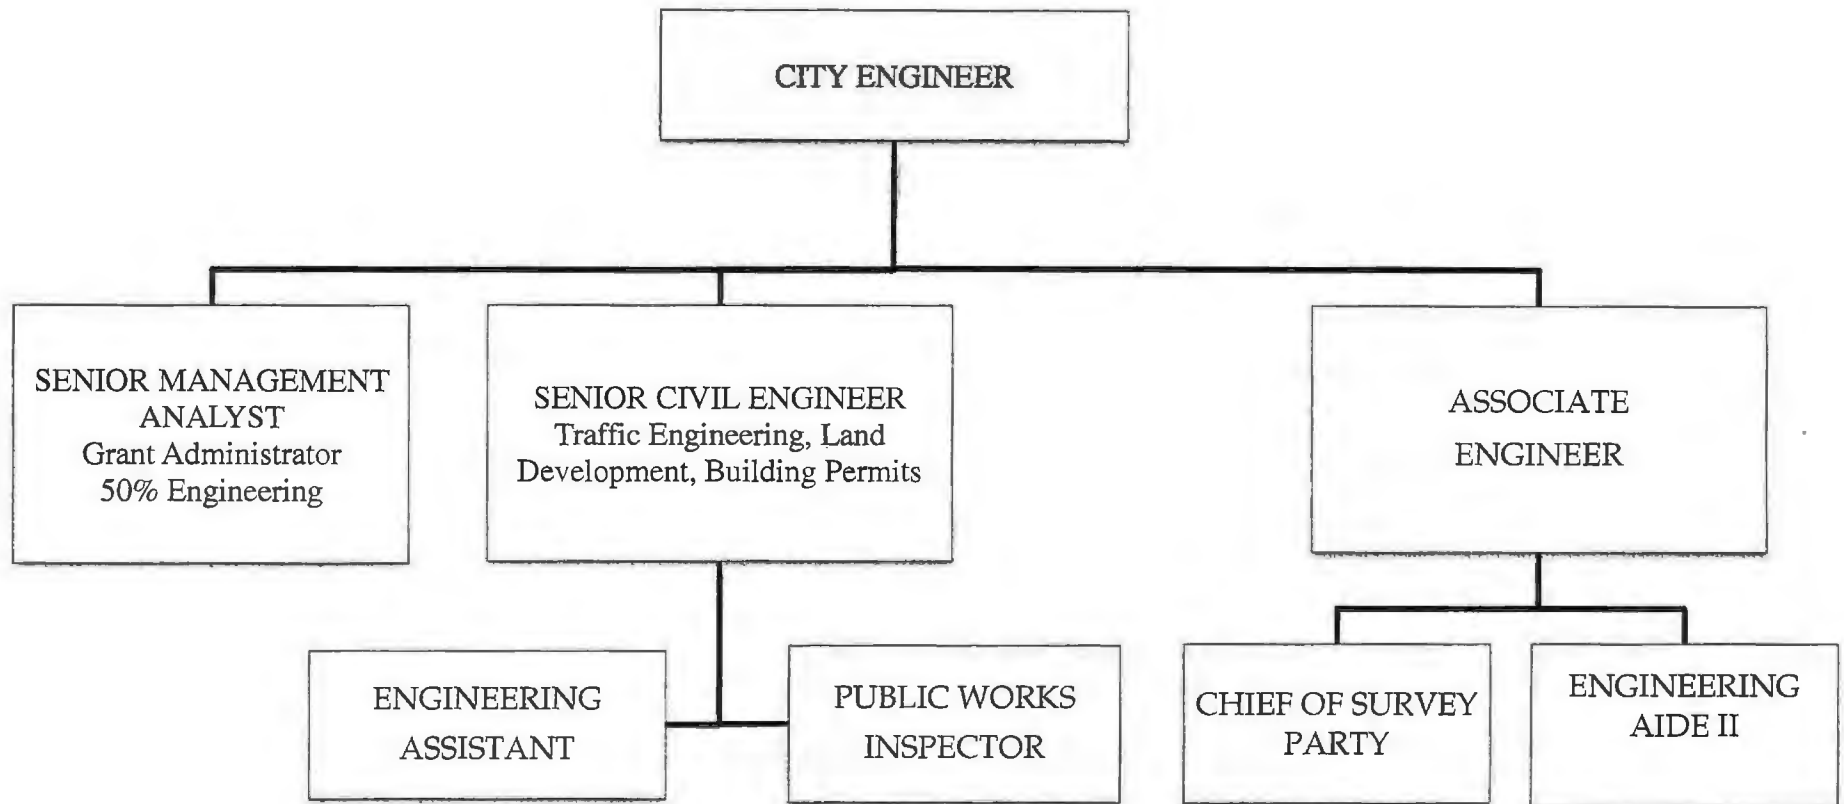 CITY ENGINEER
SENIOR MANAGEMENT
ANALYST
Grant Administrator
50% Engineering
SENIOR CIVIL ENGINEER
Traffic Engineering, Land
Development, Building Permits
ASSOCIATE
ENGINEER
ENGINEERING
ASSISTANT
PUBLIC WORKS
INSPECTOR
CHIEF OF SURVEY
PARTY
ENGINEERING
AIDE II